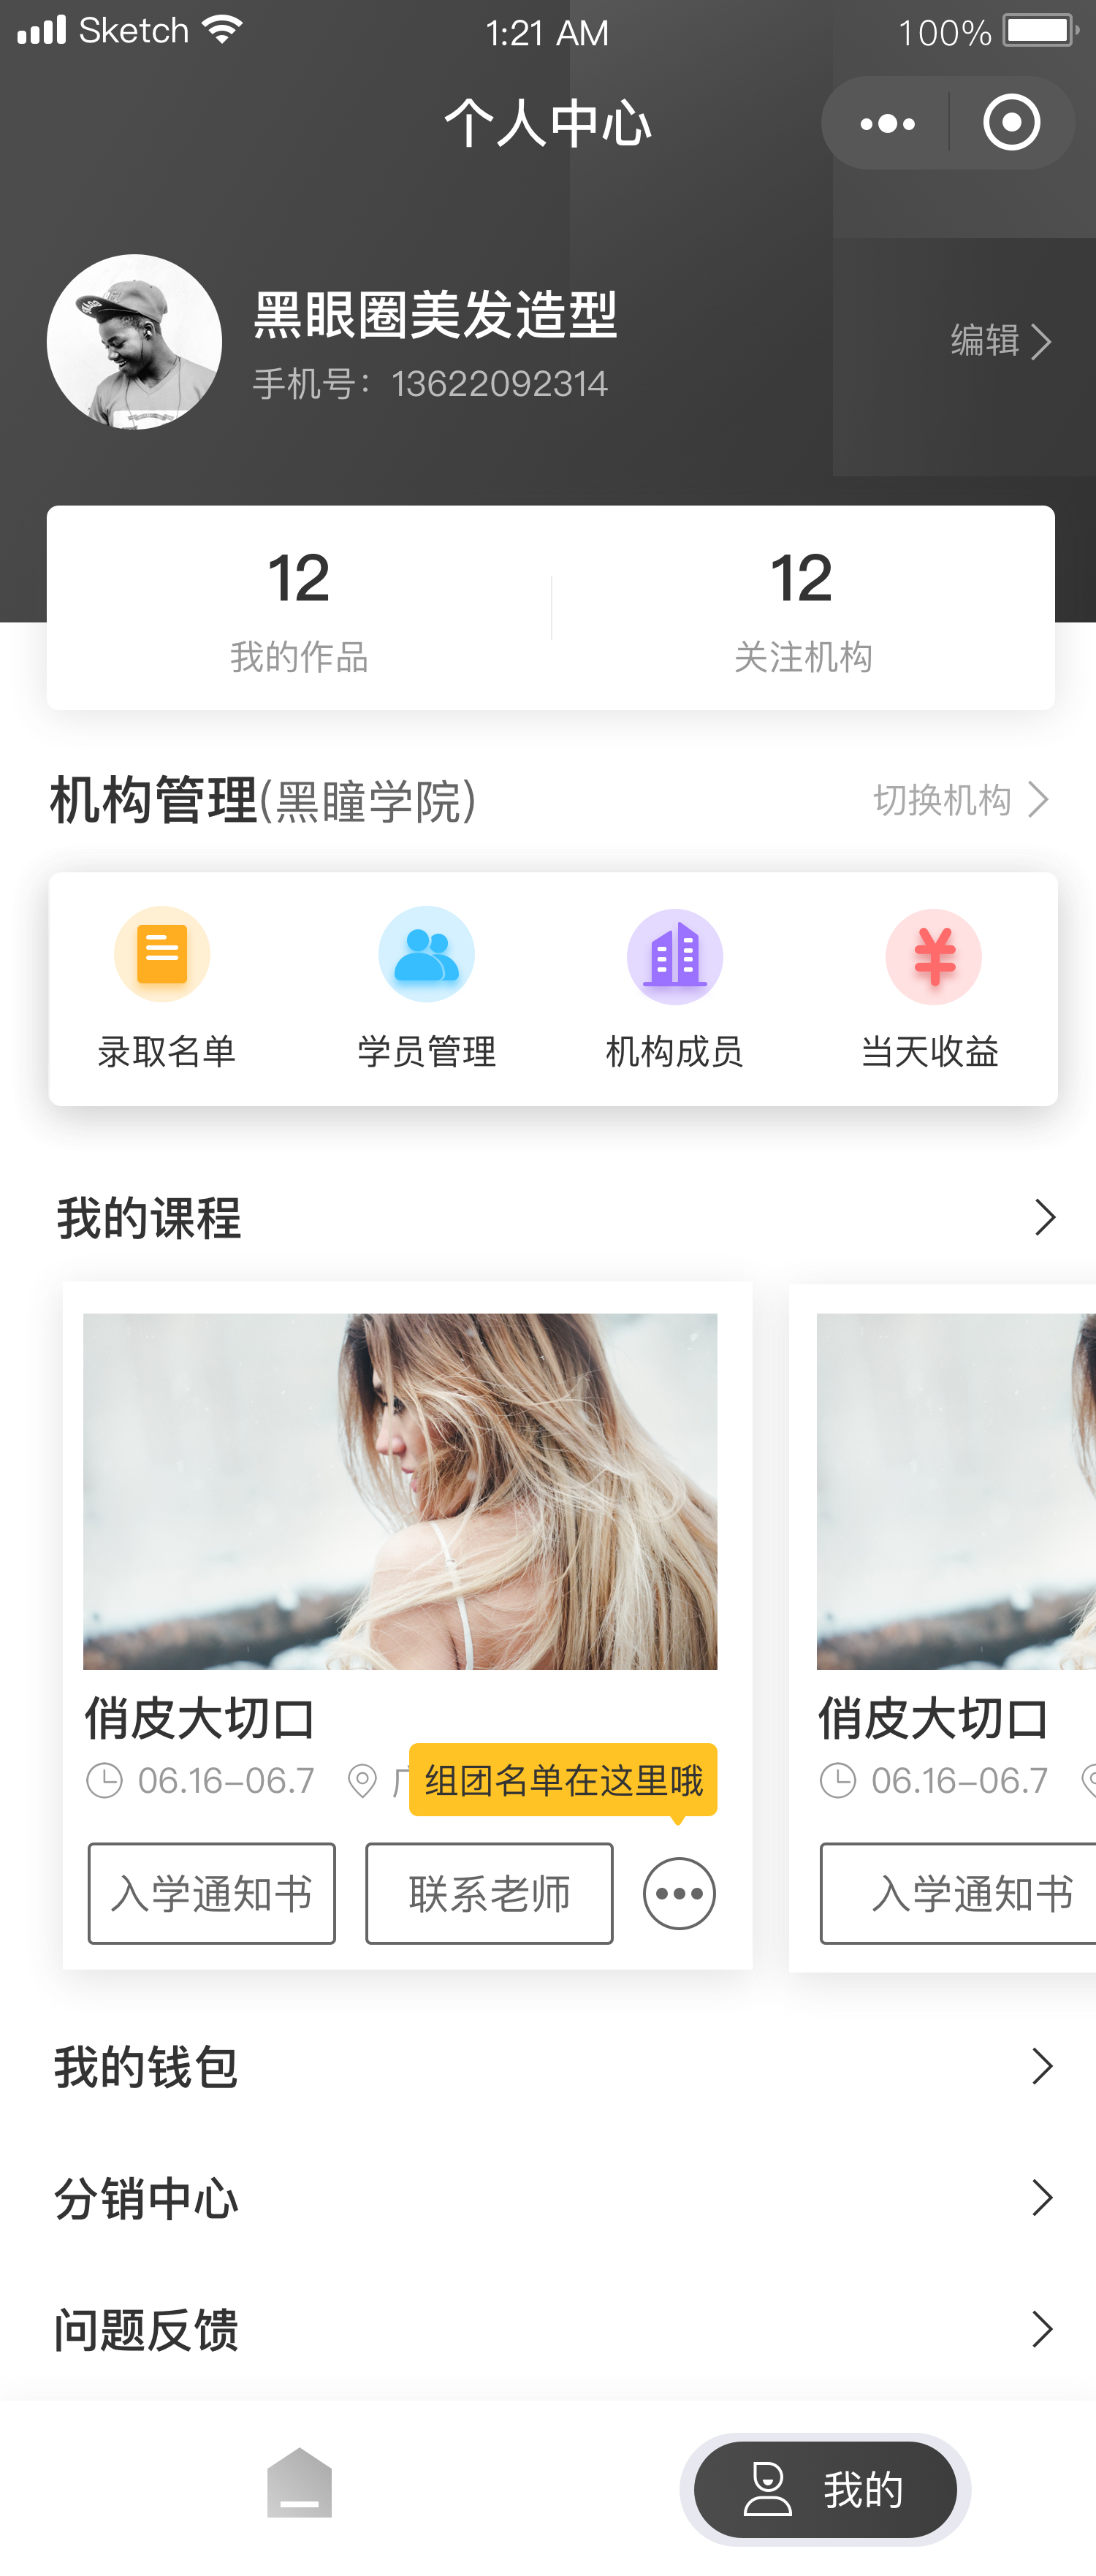 Sketch 1:21 AM 100%
个人中心
黑眼圈美发造型
手机号：13622092314
编辑
12 12
我的作品 关注机构
机构管理(黑瞳学院)
切换机构
录取名单 学员管理 机构成员 当天收益
我的课程
俏皮大切口 俏皮大切口
06.16-06.7 组团名单在这里哦 06.16-06.7
入学通知书 联系老师 入学通知书
我的钱包
分销中心
问题反馈
我的